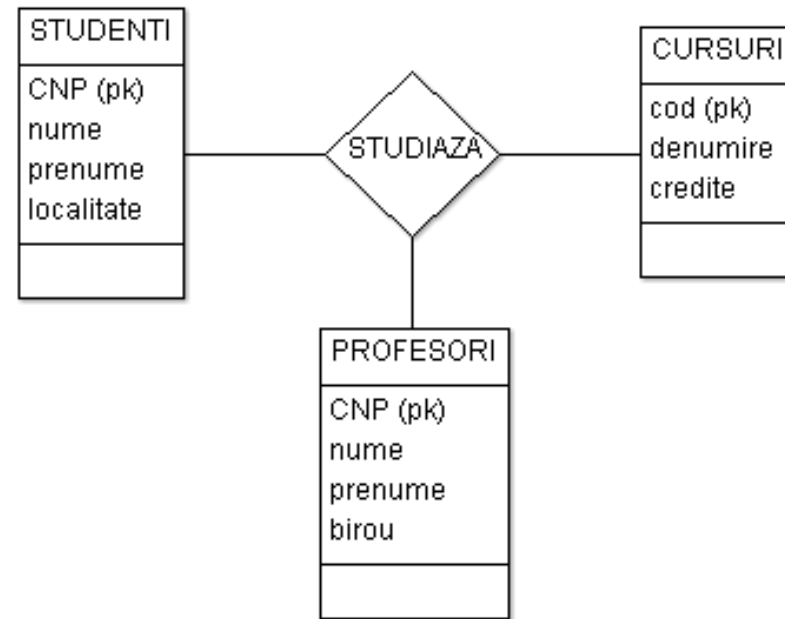 STUDENTI
CNP (pk)
nume
prenume
localitate
STUDIAZA
CURSURI
cod (pk)
denumire
credite
PROFESORI
CNP (pk)
nume
prenume
birou